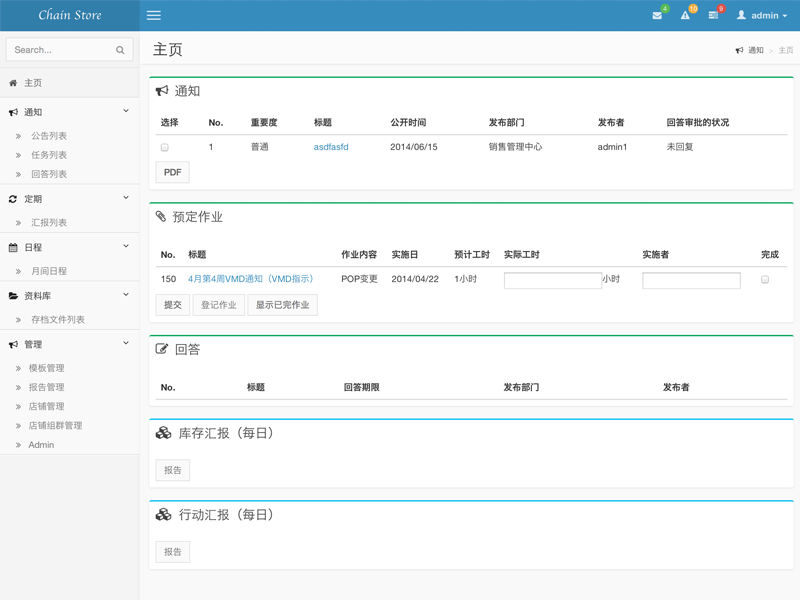 Chain Store
4
10
9
admin
Search...
主页
通知
公告列表
任务列表
回答列表
定期
汇报列表
日程
月间日程
资料库
存档文件列表
管理
模板管理
报告管理
店铺管理
店铺组群管理
Admin
主页
通知 > 主页
通知
选择 No. 重要度 标题 公开时间 发布部门 发布者 回答审批的状况
1 普通 asdfasfd 2014/06/15 销售管理中心 admin1 未回复
PDF
预定作业
No. 标题 作业内容 实施日 预计工时 实际工时 实施者 完成
150 4月第4周VMD通知（VMD指示） POP变更 2014/04/22 1小时 小时
提交 登记作业 显示已完作业
回答
No. 标题 回答期限 发布部门 发布者
库存汇报（每日）
报告
行动汇报（每日）
报告